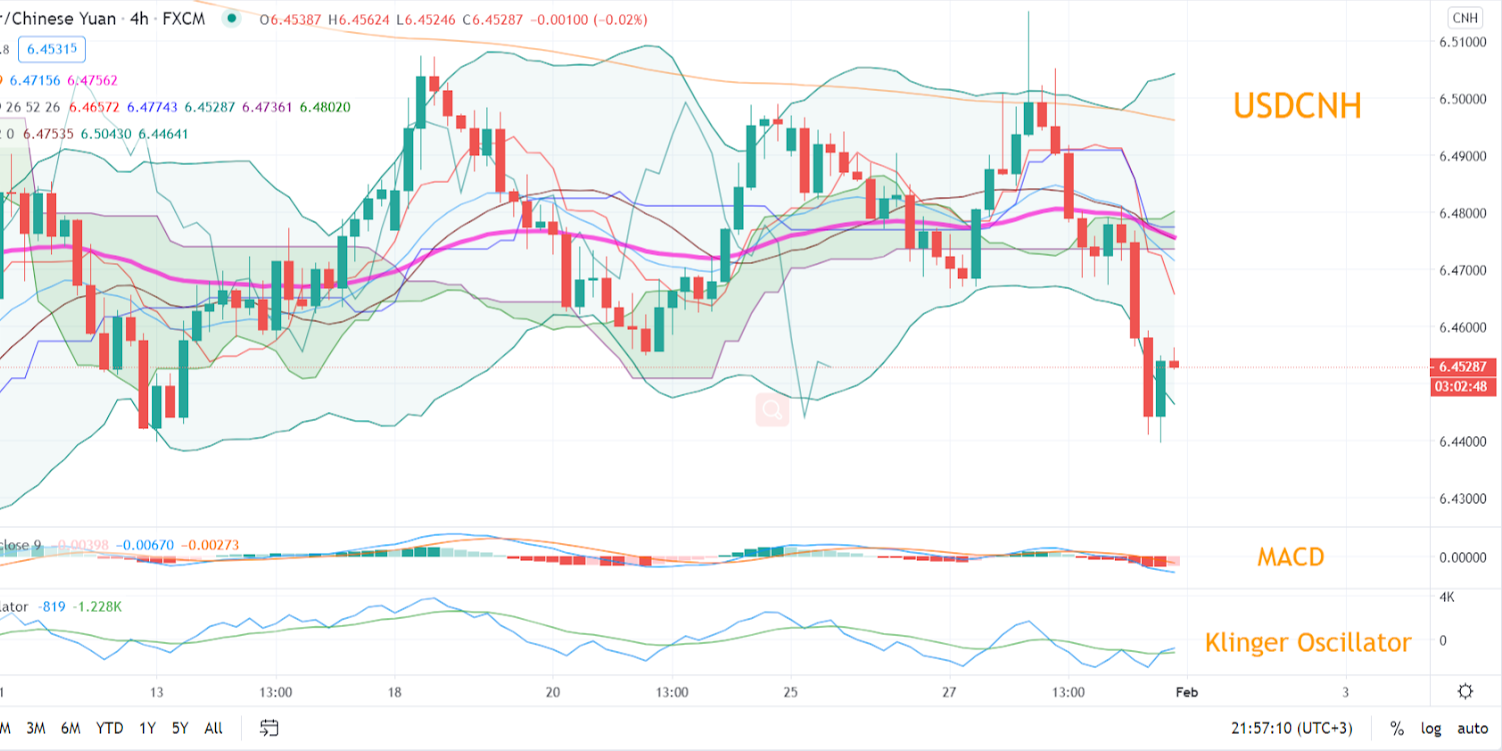 r/Chinese Yuan · 4h · FXCM O6.45387 H6.45624 L6.45246 C6.45287 −0.00100 (−0.02%)
CNH
6.51000
.8 6.45315
9 6.47156 6.47562
USDCNH
6.50000
9 26 52 26 6.46572 6.47743 6.45287 6.47361 6.48020
2 0 6.47535 6.50430 6.44641
6.49000
6.48000
6.47000
6.46000
6.45287
03:02:48
6.44000
6.43000
close 9 −0.00398 −0.00670 −0.00273
MACD
0.00000
lator -819 -1.228K
4K
Klinger Oscillator
0
1 13 13:00 18 20 13:00 25 27 13:00 Feb 3
M 3M 6M YTD 1Y 5Y All
21:57:10 (UTC+3) % log auto